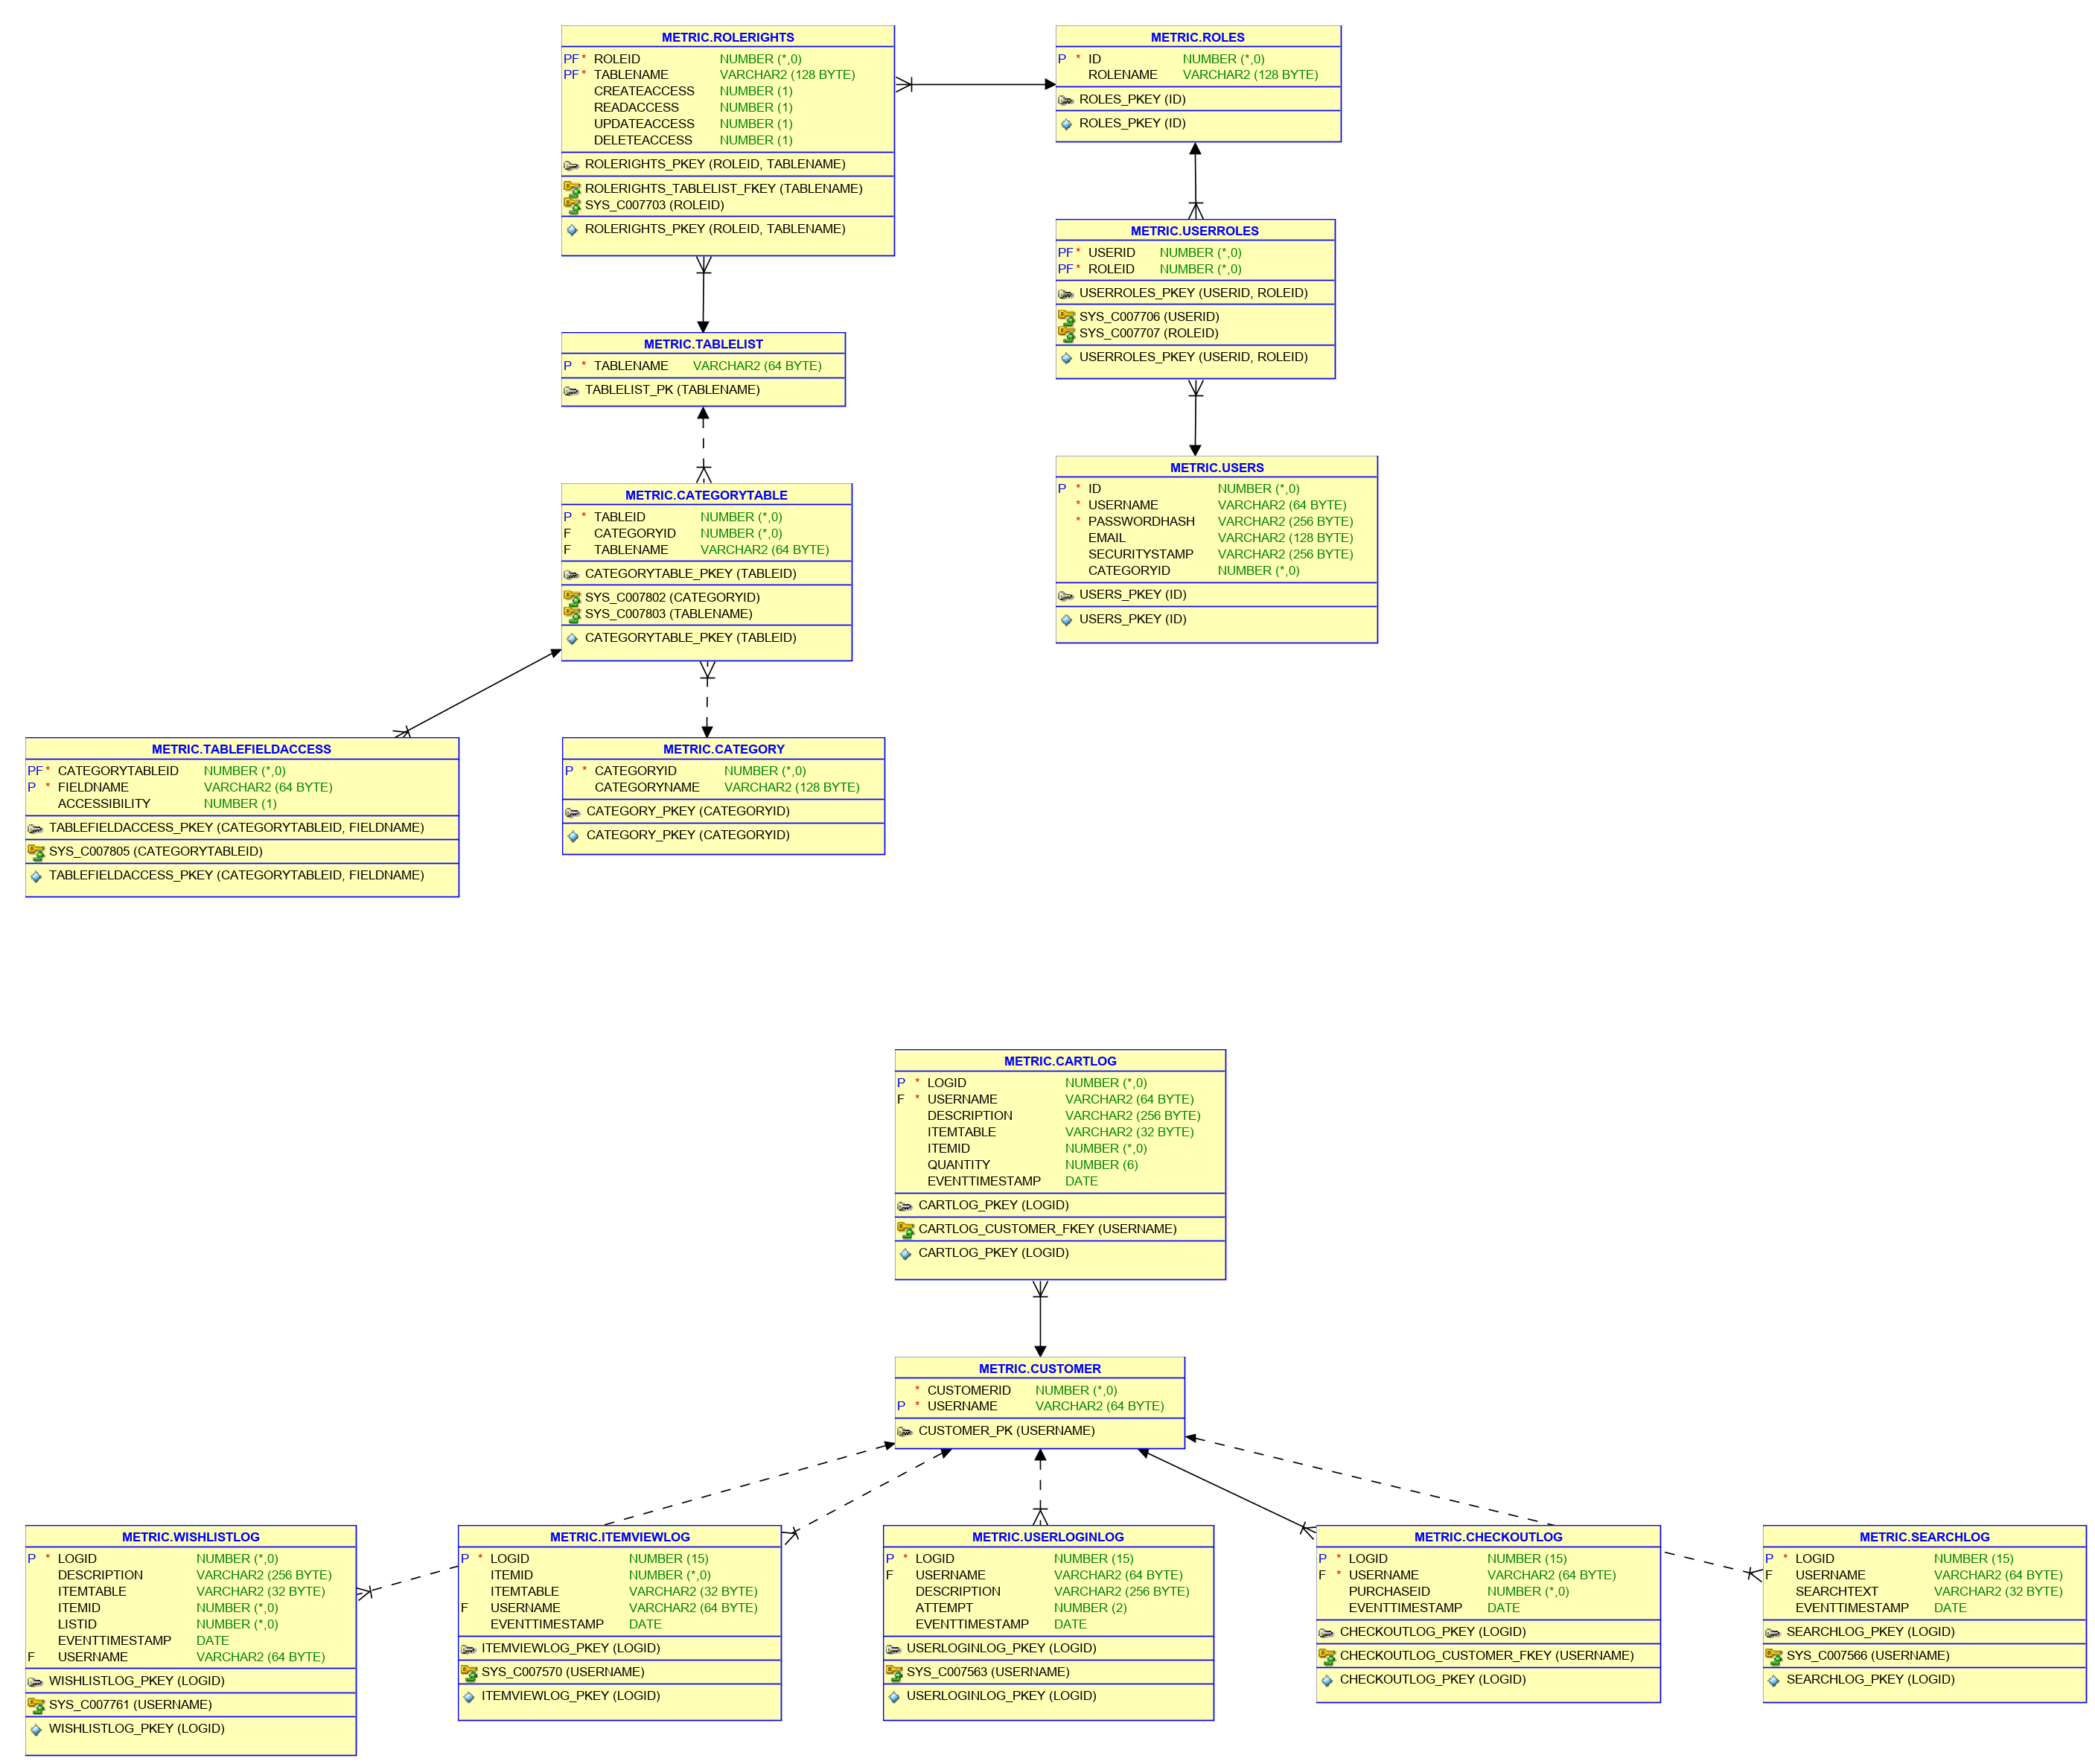 METRIC.ROLERIGHTS
PF * ROLEID NUMBER (*,0)
PF * TABLENAME VARCHAR2 (128 BYTE)
CREATEACCESS NUMBER (1)
READACCESS NUMBER (1)
UPDATEACCESS NUMBER (1)
DELETEACCESS NUMBER (1)
ROLERIGHTS_PKEY (ROLEID, TABLENAME)
ROLERIGHTS_TABLELIST_FKEY (TABLENAME)
SYS_C007703 (ROLEID)
ROLERIGHTS_PKEY (ROLEID, TABLENAME)
METRIC.ROLES
P * ID NUMBER (*,0)
ROLENAME VARCHAR2 (128 BYTE)
ROLES_PKEY (ID)
ROLES_PKEY (ID)
METRIC.USERROLES
PF * USERID NUMBER (*,0)
PF * ROLEID NUMBER (*,0)
USERROLES_PKEY (USERID, ROLEID)
SYS_C007706 (USERID)
SYS_C007707 (ROLEID)
USERROLES_PKEY (USERID, ROLEID)
METRIC.TABLELIST
P * TABLENAME VARCHAR2 (64 BYTE)
TABLELIST_PK (TABLENAME)
METRIC.USERS
P * ID NUMBER (*,0)
* USERNAME VARCHAR2 (64 BYTE)
* PASSWORDHASH VARCHAR2 (256 BYTE)
EMAIL VARCHAR2 (128 BYTE)
SECURITYSTAMP VARCHAR2 (256 BYTE)
CATEGORYID NUMBER (*,0)
USERS_PKEY (ID)
USERS_PKEY (ID)
METRIC.CATEGORYTABLE
P * TABLEID NUMBER (*,0)
F CATEGORYID NUMBER (*,0)
F TABLENAME VARCHAR2 (64 BYTE)
CATEGORYTABLE_PKEY (TABLEID)
SYS_C007802 (CATEGORYID)
SYS_C007803 (TABLENAME)
CATEGORYTABLE_PKEY (TABLEID)
METRIC.TABLEFIELDACCESS
PF * CATEGORYTABLEID NUMBER (*,0)
P * FIELDNAME VARCHAR2 (64 BYTE)
ACCESSIBILITY NUMBER (1)
TABLEFIELDACCESS_PKEY (CATEGORYTABLEID, FIELDNAME)
SYS_C007805 (CATEGORYTABLEID)
TABLEFIELDACCESS_PKEY (CATEGORYTABLEID, FIELDNAME)
METRIC.CATEGORY
P * CATEGORYID NUMBER (*,0)
CATEGORYNAME VARCHAR2 (128 BYTE)
CATEGORY_PKEY (CATEGORYID)
CATEGORY_PKEY (CATEGORYID)
METRIC.CARTLOG
P * LOGID NUMBER (*,0)
F * USERNAME VARCHAR2 (64 BYTE)
DESCRIPTION VARCHAR2 (256 BYTE)
ITEMTABLE VARCHAR2 (32 BYTE)
ITEMID NUMBER (*,0)
QUANTITY NUMBER (6)
EVENTTIMESTAMP DATE
CARTLOG_PKEY (LOGID)
CARTLOG_CUSTOMER_FKEY (USERNAME)
CARTLOG_PKEY (LOGID)
METRIC.CUSTOMER
* CUSTOMERID NUMBER (*,0)
P * USERNAME VARCHAR2 (64 BYTE)
CUSTOMER_PK (USERNAME)
METRIC.WISHLISTLOG
P * LOGID NUMBER (*,0)
DESCRIPTION VARCHAR2 (256 BYTE)
ITEMTABLE VARCHAR2 (32 BYTE)
ITEMID NUMBER (*,0)
LISTID NUMBER (*,0)
EVENTTIMESTAMP DATE
F USERNAME VARCHAR2 (64 BYTE)
WISHLISTLOG_PKEY (LOGID)
SYS_C007761 (USERNAME)
WISHLISTLOG_PKEY (LOGID)
METRIC.ITEMVIEWLOG
P * LOGID NUMBER (15)
ITEMID NUMBER (*,0)
ITEMTABLE VARCHAR2 (32 BYTE)
F USERNAME VARCHAR2 (64 BYTE)
EVENTTIMESTAMP DATE
ITEMVIEWLOG_PKEY (LOGID)
SYS_C007570 (USERNAME)
ITEMVIEWLOG_PKEY (LOGID)
METRIC.USERLOGINLOG
P * LOGID NUMBER (15)
F USERNAME VARCHAR2 (64 BYTE)
DESCRIPTION VARCHAR2 (256 BYTE)
ATTEMPT NUMBER (2)
EVENTTIMESTAMP DATE
USERLOGINLOG_PKEY (LOGID)
SYS_C007563 (USERNAME)
USERLOGINLOG_PKEY (LOGID)
METRIC.CHECKOUTLOG
P * LOGID NUMBER (15)
F * USERNAME VARCHAR2 (64 BYTE)
PURCHASEID NUMBER (*,0)
EVENTTIMESTAMP DATE
CHECKOUTLOG_PKEY (LOGID)
CHECKOUTLOG_CUSTOMER_FKEY (USERNAME)
CHECKOUTLOG_PKEY (LOGID)
METRIC.SEARCHLOG
P * LOGID NUMBER (15)
F USERNAME VARCHAR2 (64 BYTE)
SEARCHTEXT VARCHAR2 (32 BYTE)
EVENTTIMESTAMP DATE
SEARCHLOG_PKEY (LOGID)
SYS_C007566 (USERNAME)
SEARCHLOG_PKEY (LOGID)